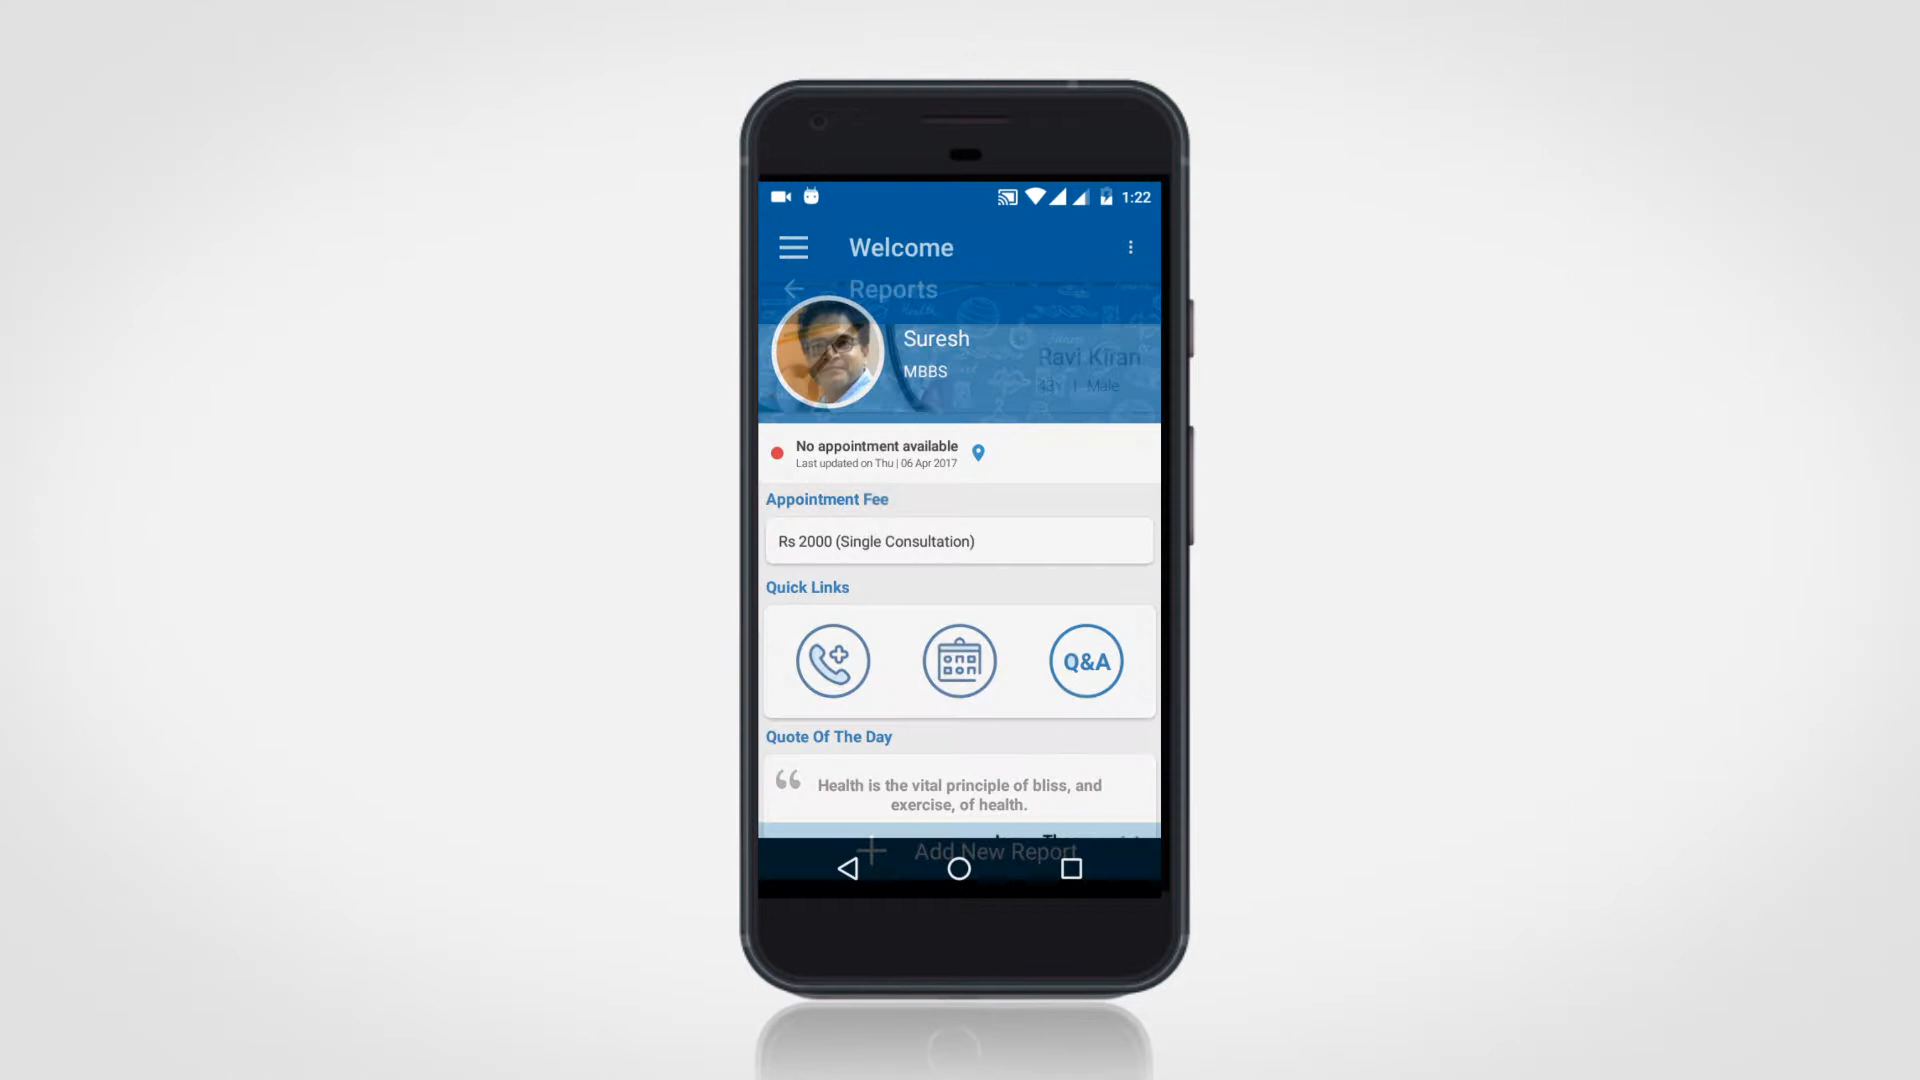 1:22
Welcome
Reports
Suresh
MBBS
Ravi Kiran
43Y | Male
No appointment available
Last updated on Thu | 06 Apr 2017
Appointment Fee
Rs 2000 (Single Consultation)
Quick Links
Q&A
Quote Of The Day
“ Health is the vital principle of bliss, and
exercise, of health.
Add New Report